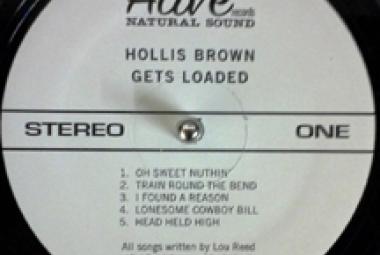 Alive records
NATURAL SOUND
HOLLIS BROWN
GETS LOADED
STEREO
ONE
1. OH SWEET NUTHIN'
2. TRAIN ROUND THE BEND
3. I FOUND A REASON
4. LONESOME COWBOY BILL
5. HEAD HELD HIGH
All songs written by Lou Reed